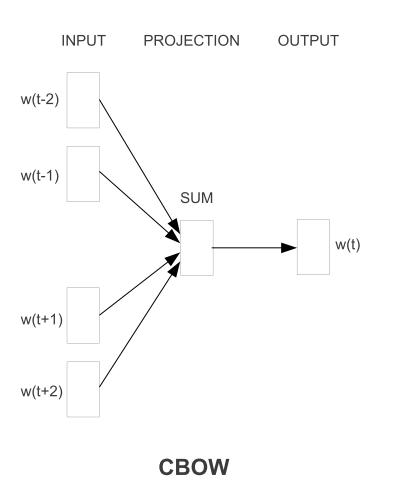 INPUT PROJECTION OUTPUT
w(t-2)
w(t-1)
SUM
w(t)
w(t+1)
w(t+2)
CBOW